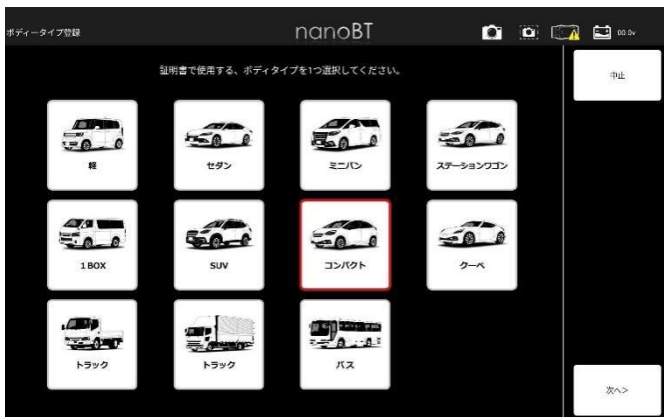 ボディータイプ登録
nanoBT
00.0v
証明書で使用する、ボディタイプを1つ選択してください。
中止
軽
セダン
ミニバン
ステーションワゴン
1BOX
SUV
コンパクト
クーペ
トラック
トラック
バス
次へ>